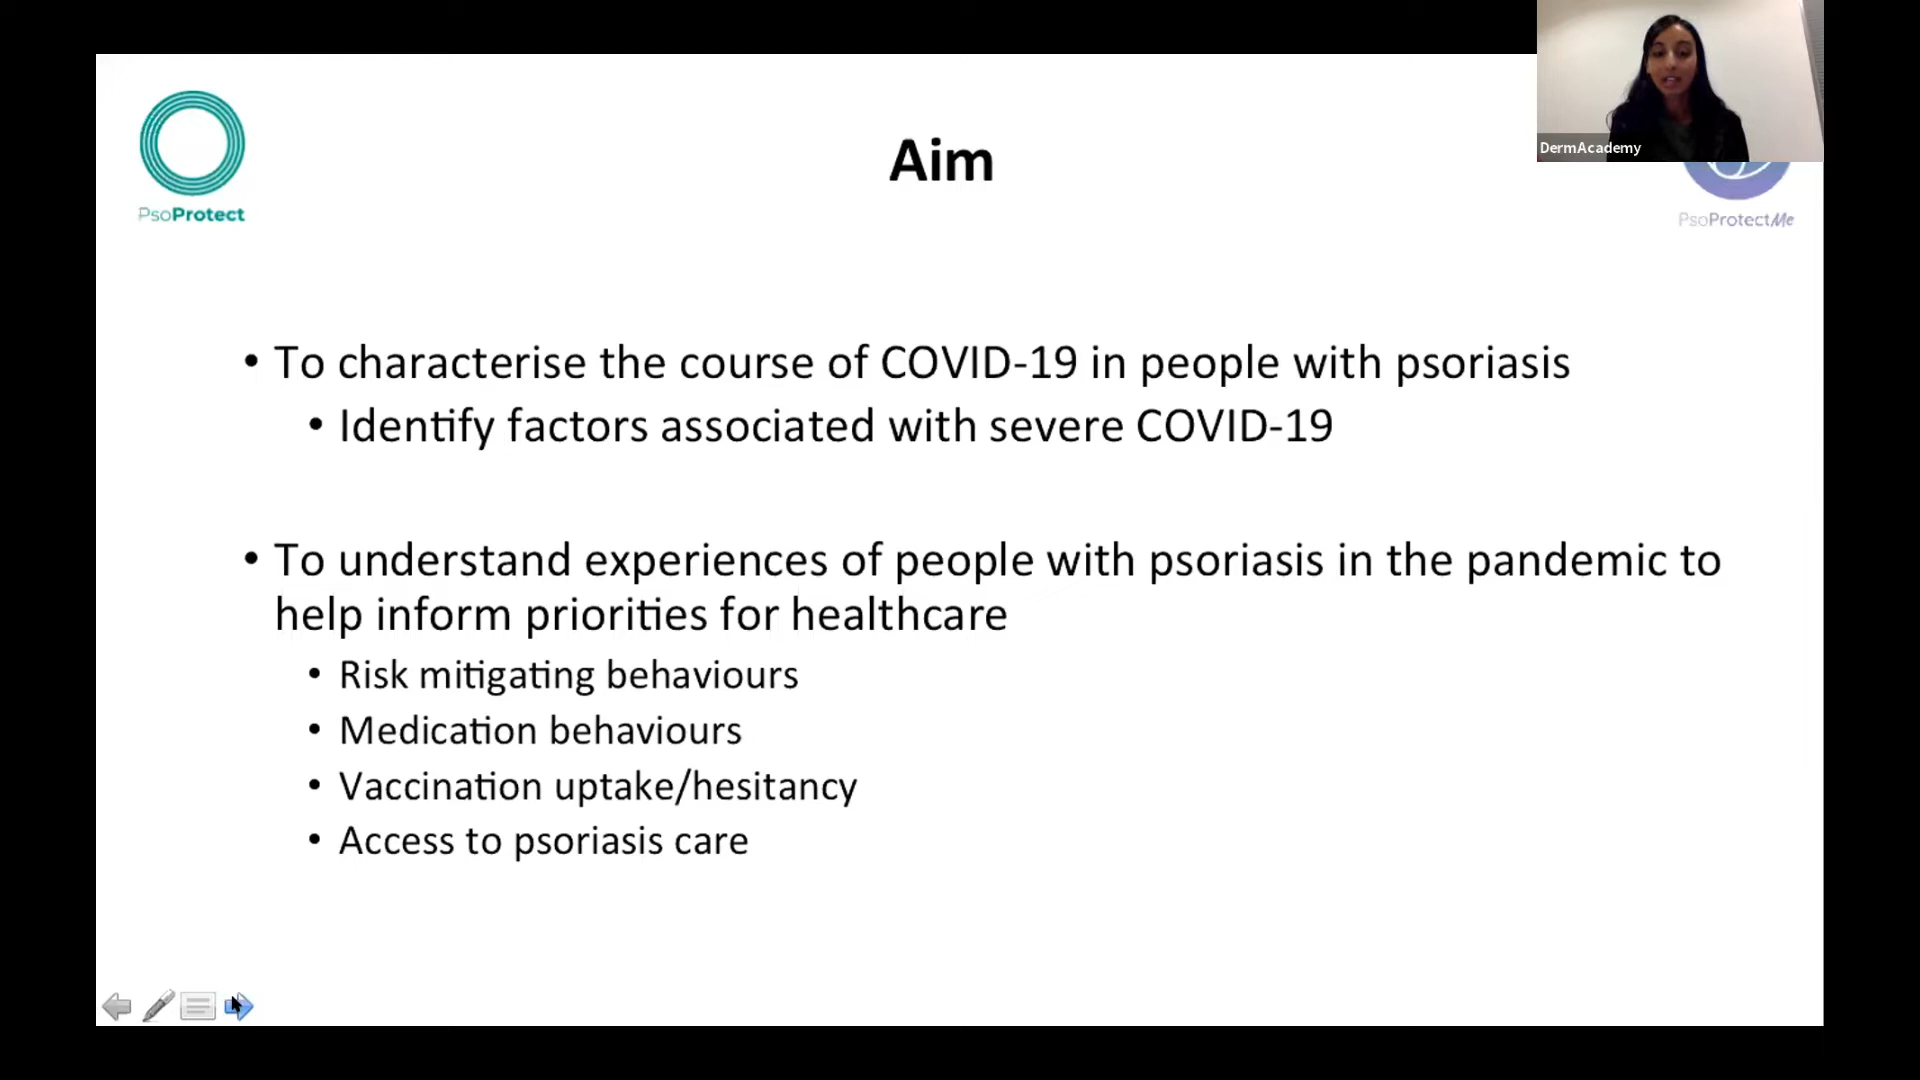 DermAcademy
PsoProtect
Aim
PsoProtectMe
• To characterise the course of COVID-19 in people with psoriasis
• Identify factors associated with severe COVID-19
• To understand experiences of people with psoriasis in the pandemic to
help inform priorities for healthcare
• Risk mitigating behaviours
• Medication behaviours
• Vaccination uptake/hesitancy
• Access to psoriasis care